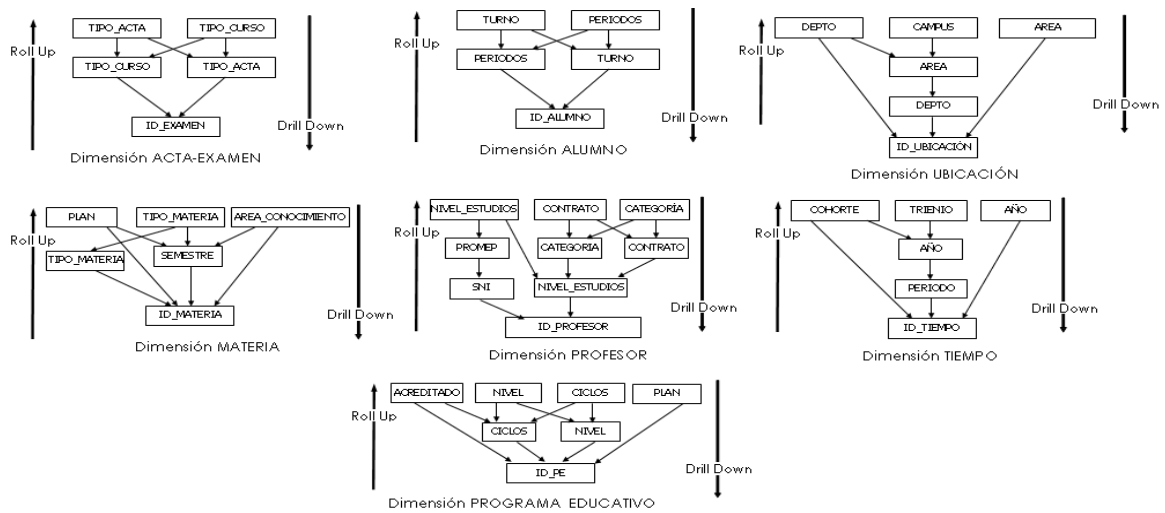 TIPO_ACTA TIPO_CURSO
Roll Up
TIPO_CURSO TIPO_ACTA
ID_EXAMEN
Drill Down
Dimensión ACTA-EXAMEN
TURNO PERIODOS
Roll Up
PERIODOS TURNO
ID_ALUMNO
Drill Down
Dimensión ALUMNO
DEPTO CAMPUS AREA
Roll Up
AREA
DEPTO
Drill Down
ID_UBICACIÓN
Dimensión UBICACIÓN
PLAN TIPO_MATERIA AREA_CONOCIMIENTO
Roll Up
TIPO_MATERIA SEMESTRE
ID_MATERIA
Drill Down
Dimensión MATERIA
NIVEL_ESTUDIOS CONTRATO CATEGORÍA
Roll Up
PROMEP CATEGORIA CONTRATO
SNI NIVEL_ESTUDIOS
Drill Down
ID_PROFESOR
Dimensión PROFESOR
COHORTE TRIENIO AÑO
Roll Up
AÑO
PERIODO
Drill Down
ID_TIEMPO
Dimensión TIEMPO
ACREDITADO NIVEL CICLOS PLAN
Roll Up
CICLOS NIVEL
ID_PE
Drill Down
Dimensión PROGRAMA EDUCATIVO